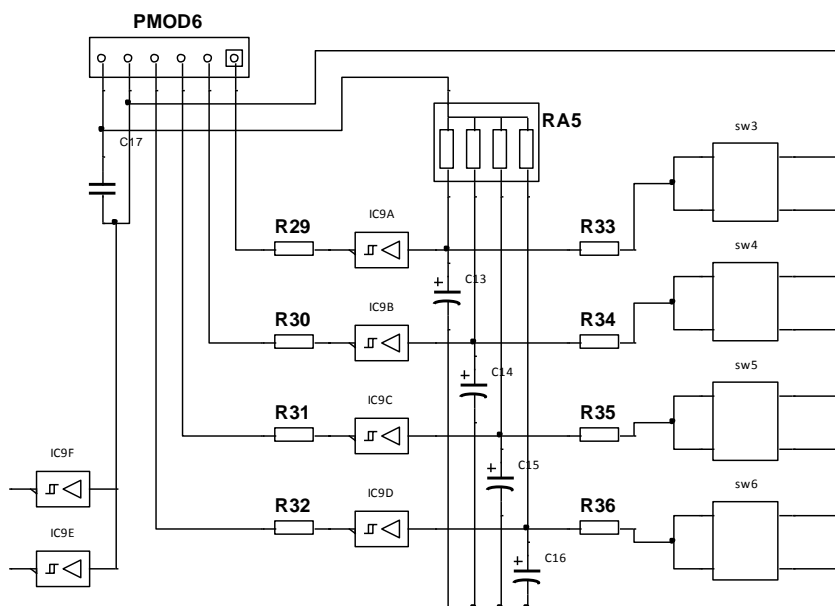 PMOD6
C17
RA5
sw3
R29
IC9A
R33
+
C13
sw4
R30
IC9B
R34
+
C14
sw5
R31
IC9C
R35
+
C15
IC9F
sw6
R32
IC9D
R36
IC9E
+
C16